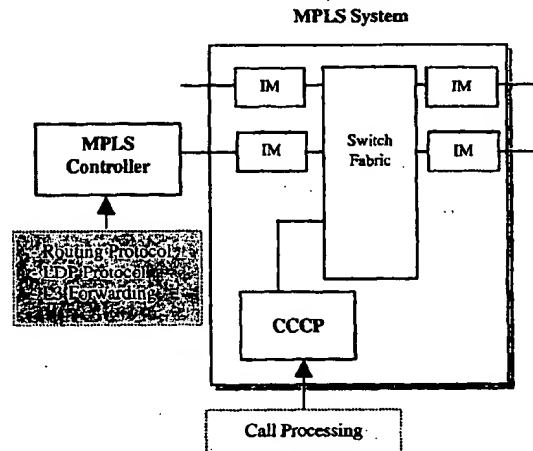 MPLS System
IM
IM
MPLS
Controller
IM
Switch
Fabric
IM
Routing Protocol
LDP Protocol
L3 Forwarding
CCCP
Call Processing